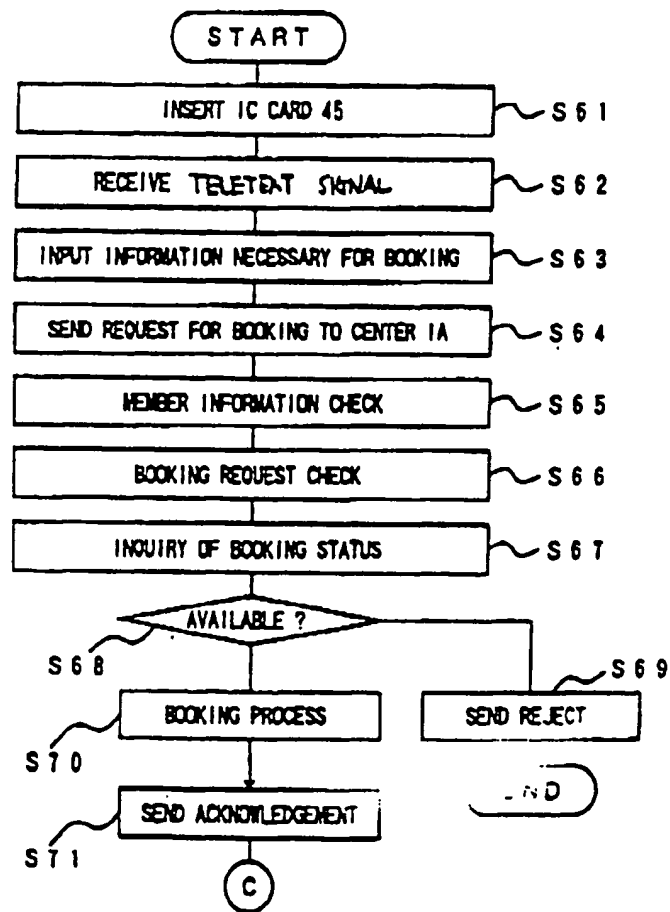 START
INSERT IC CARD 45
S61
RECEIVE TELETEXT SIGNAL
S62
INPUT INFORMATION NECESSARY FOR BOOKING
S63
SEND REQUEST FOR BOOKING TO CENTER 1A
S64
MEMBER INFORMATION CHECK
S65
BOOKING REQUEST CHECK
S66
INQUIRY OF BOOKING STATUS
S67
AVAILABLE ?
S68
S69
BOOKING PROCESS
SEND REJECT
S70
END
SEND ACKNOWLEDGEMENT
S71
C